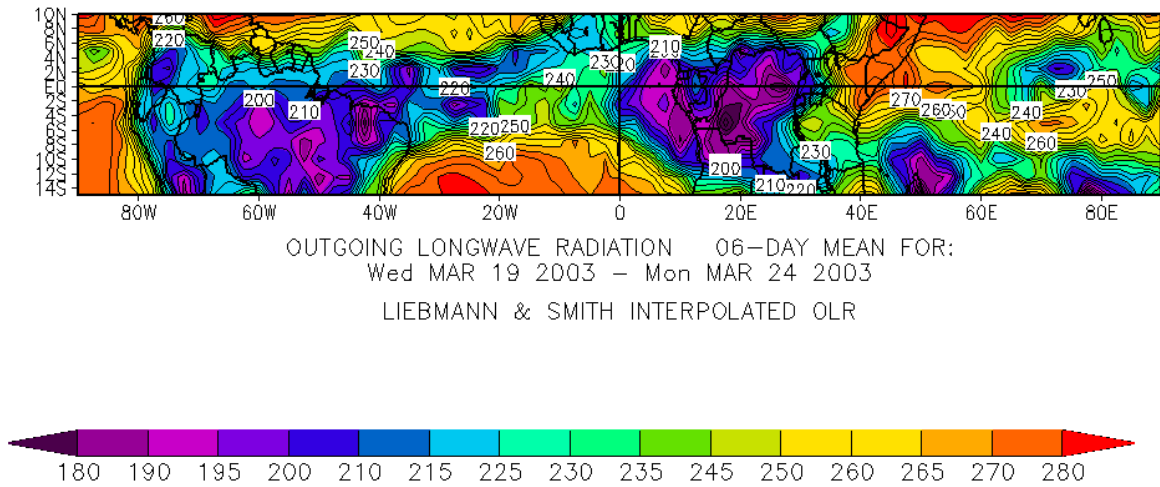 10N
8N
6N
4N
2N
EQ
2S
4S
6S
8S
10S
14S
260
220
250
240
230
200
210
220
240
220
250
260
230
210
200
210
220
230
270
260
240
260
240
230
250
80W 60W 40W 20W 0 20E 40E 60E 80E
OUTGOING LONGWAVE RADIATION 06-DAY MEAN FOR:
Wed MAR 19 2003 - Mon MAR 24 2003
LIEBMANN & SMITH INTERPOLATED OLR
180 190 195 200 210 215 225 230 235 245 250 260 265 270 280